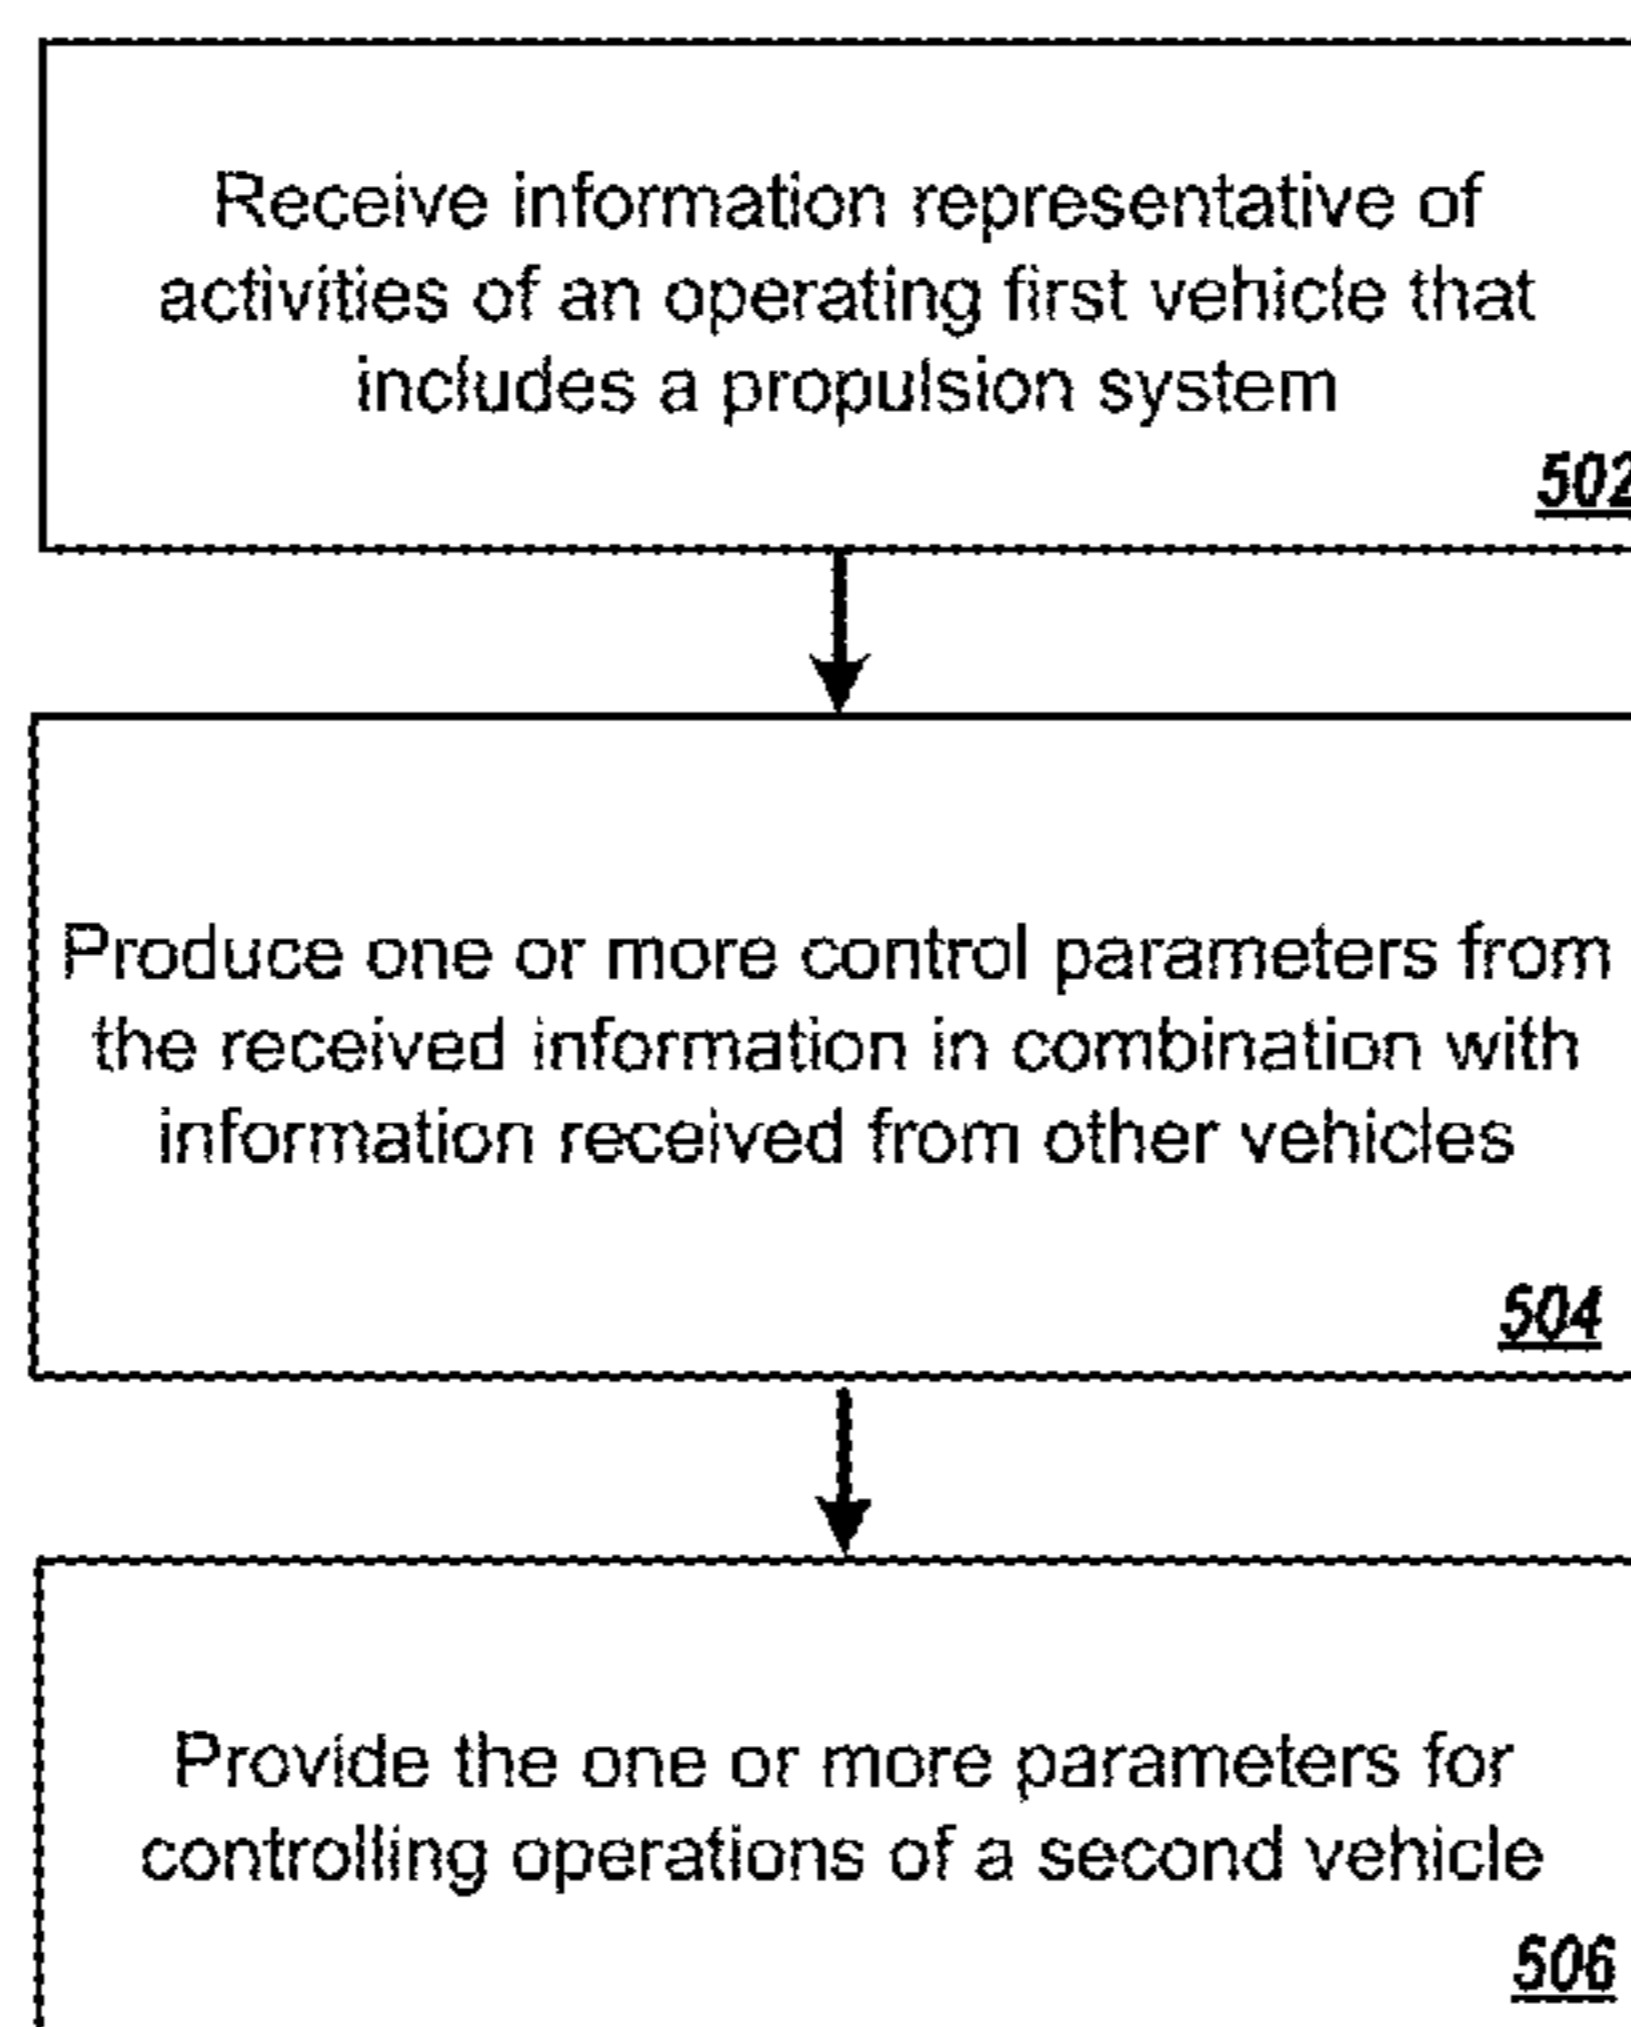 Receive information representative of
activities of an operating first vehicle that
includes a propulsion system
502
Produce one or more control parameters from
the received information in combination with
information received from other vehicles
504
Provide the one or more parameters for
controlling operations of a second vehicle
506